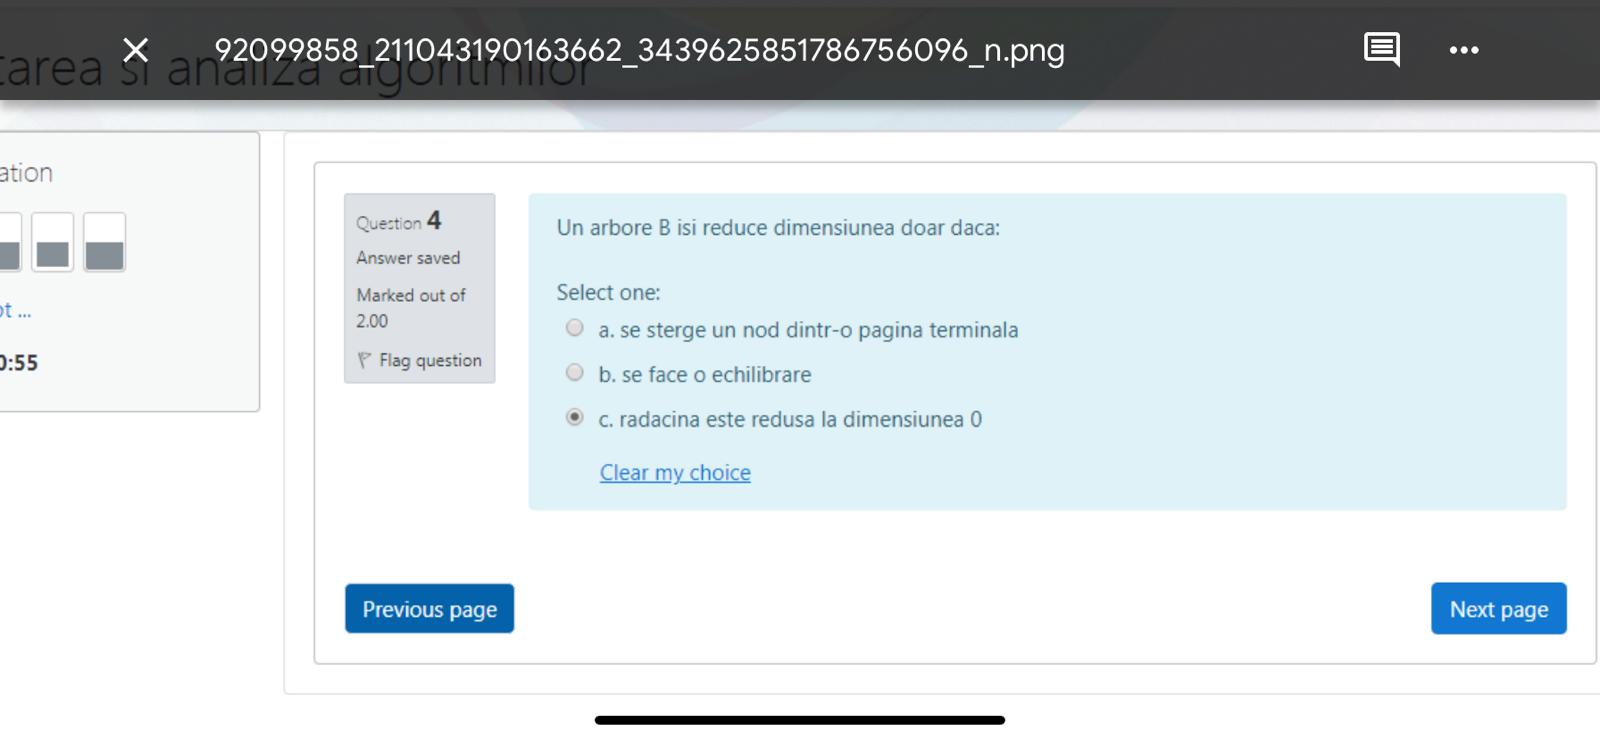 92099858_211043190163662_3439625851786756096_n.png
tarea si analiza algoritmilor
ation
ot ...
0:55
Question 4
Answer saved
Marked out of
2.00
Flag question
Un arbore B isi reduce dimensiunea doar daca:
Select one:
a. se sterge un nod dintr-o pagina terminala
b. se face o echilibrare
c. radacina este redusa la dimensiunea 0
Clear my choice
Previous page
Next page